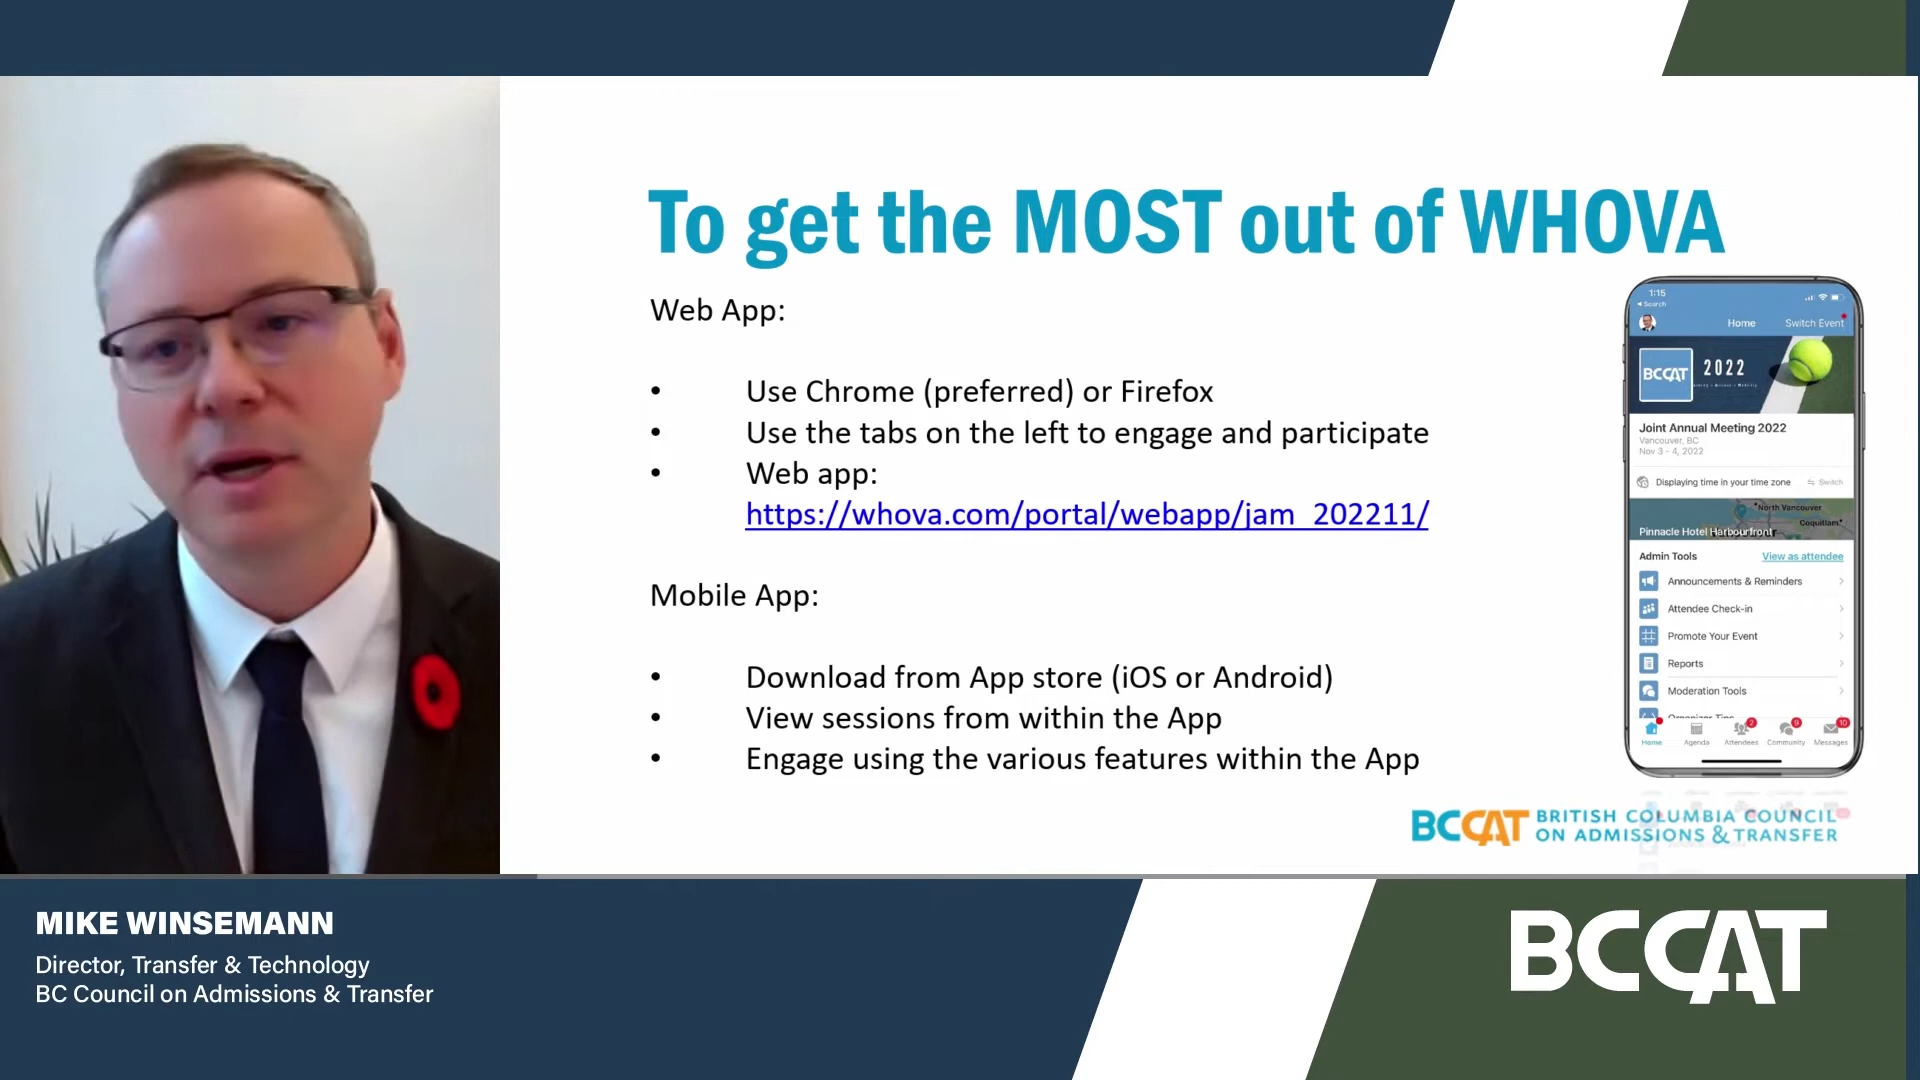 To get the MOST out of WHOVA
Web App:
• Use Chrome (preferred) or Firefox
• Use the tabs on the left to engage and participate
• Web app:
https://whova.com/portal/webapp/jam_202211/
Mobile App:
• Download from App store (iOS or Android)
• View sessions from within the App
• Engage using the various features within the App
1:15
Search
Home Switch Event
BCCAT 2022
Joint Annual Meeting 2022
Vancouver, BC
Nov 3 - 4, 2022
Displaying time in your time zone Switch
North Vancouver
Coquitlam
Pinnacle Hotel Harbourfront
Admin Tools View as attendee
Announcements & Reminders
Attendee Check-in
Promote Your Event
Reports
Moderation Tools
Organizer Tips
2 9 10
Home Agenda Attendees Community Messages
BCCAT BRITISH COLUMBIA COUNCIL
ON ADMISSIONS & TRANSFER
MIKE WINSEMANN
Director, Transfer & Technology
BC Council on Admissions & Transfer
BCCAT